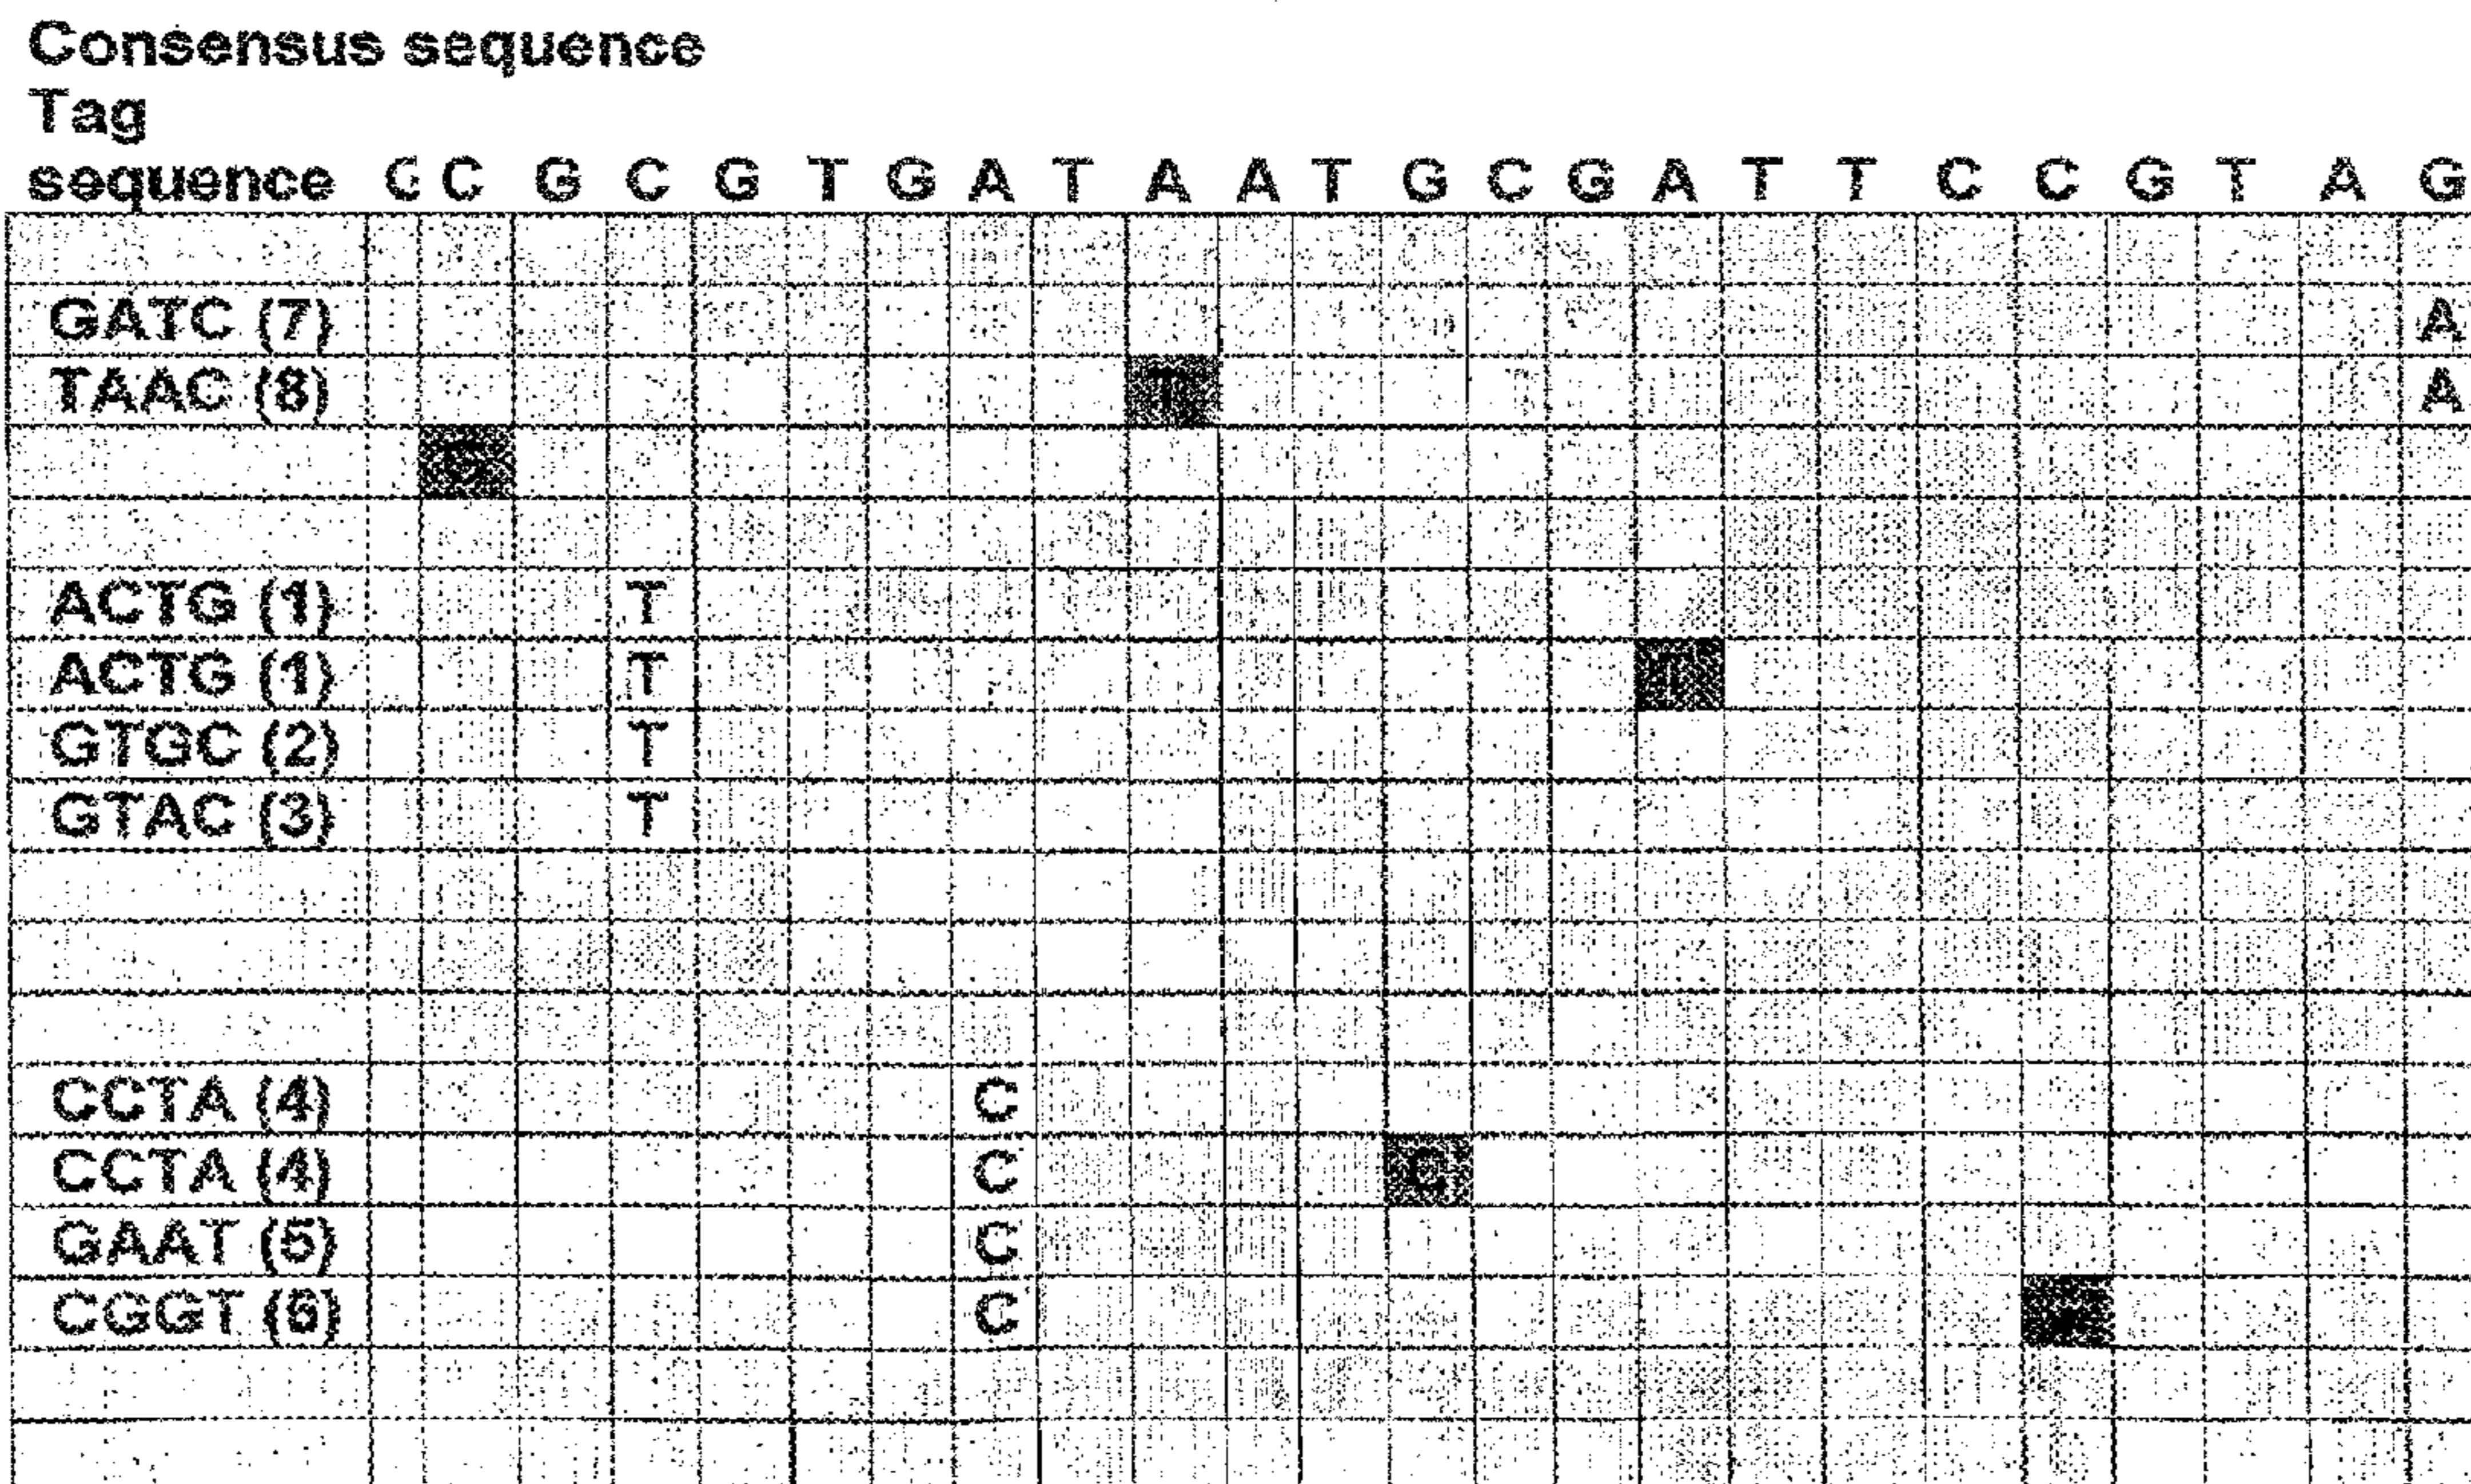 Consensus sequence
Tag
sequence C C G C G T G A T A A T G C G A T T C C G T A G
GATC (7) A
TAAC (8) T A
ACTG (1) T
ACTG (1) T T
GTGC (2) T
GTAC (3) T
CCTA (4) C
CCTA (4) C C
GAAT (5) C
CGGT (6) C